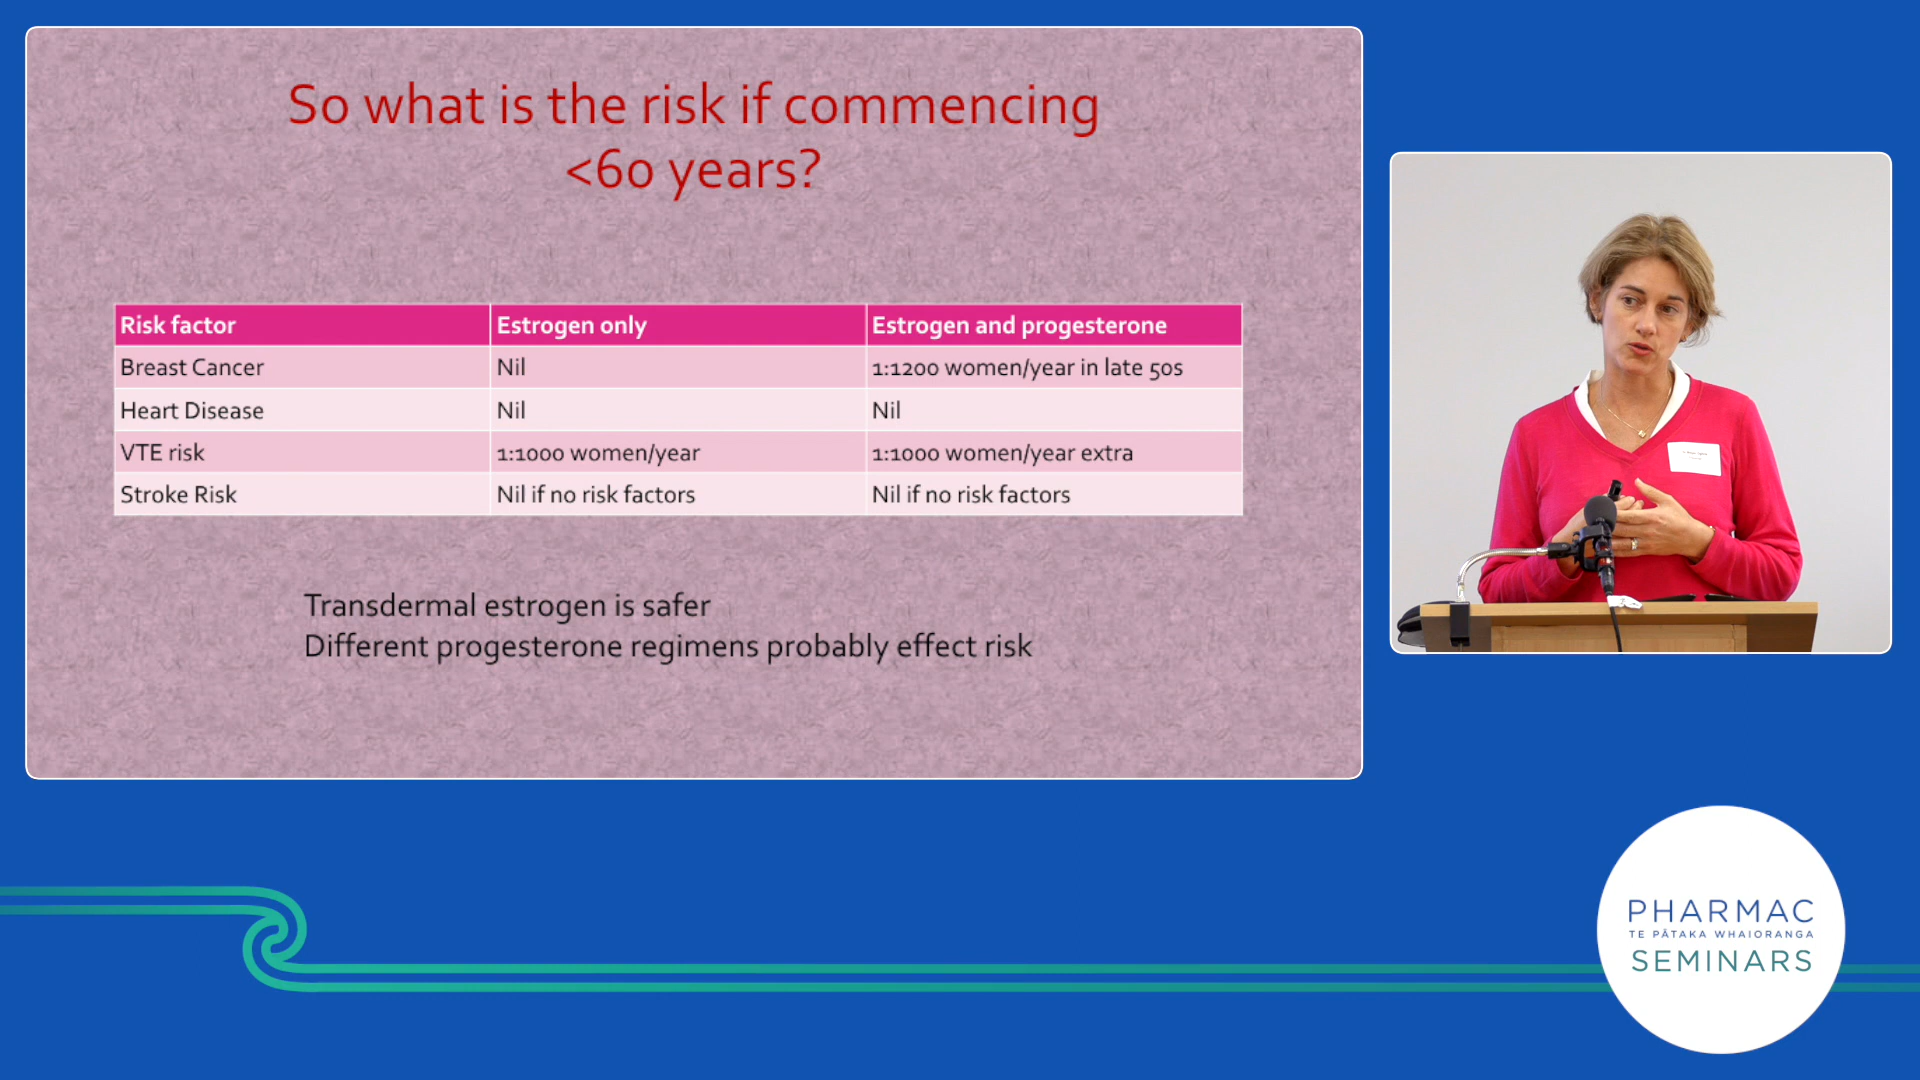 So what is the risk if commencing
<60 years?
Risk factor Estrogen only Estrogen and progesterone
Breast Cancer Nil 1:1200 women/year in late 50s
Heart Disease Nil Nil
VTE risk 1:1000 women/year 1:1000 women/year extra
Stroke Risk Nil if no risk factors Nil if no risk factors
Transdermal estrogen is safer
Different progesterone regimens probably effect risk
PHARMAC
TE PĀTAKA WHAIORANGA
SEMINARS